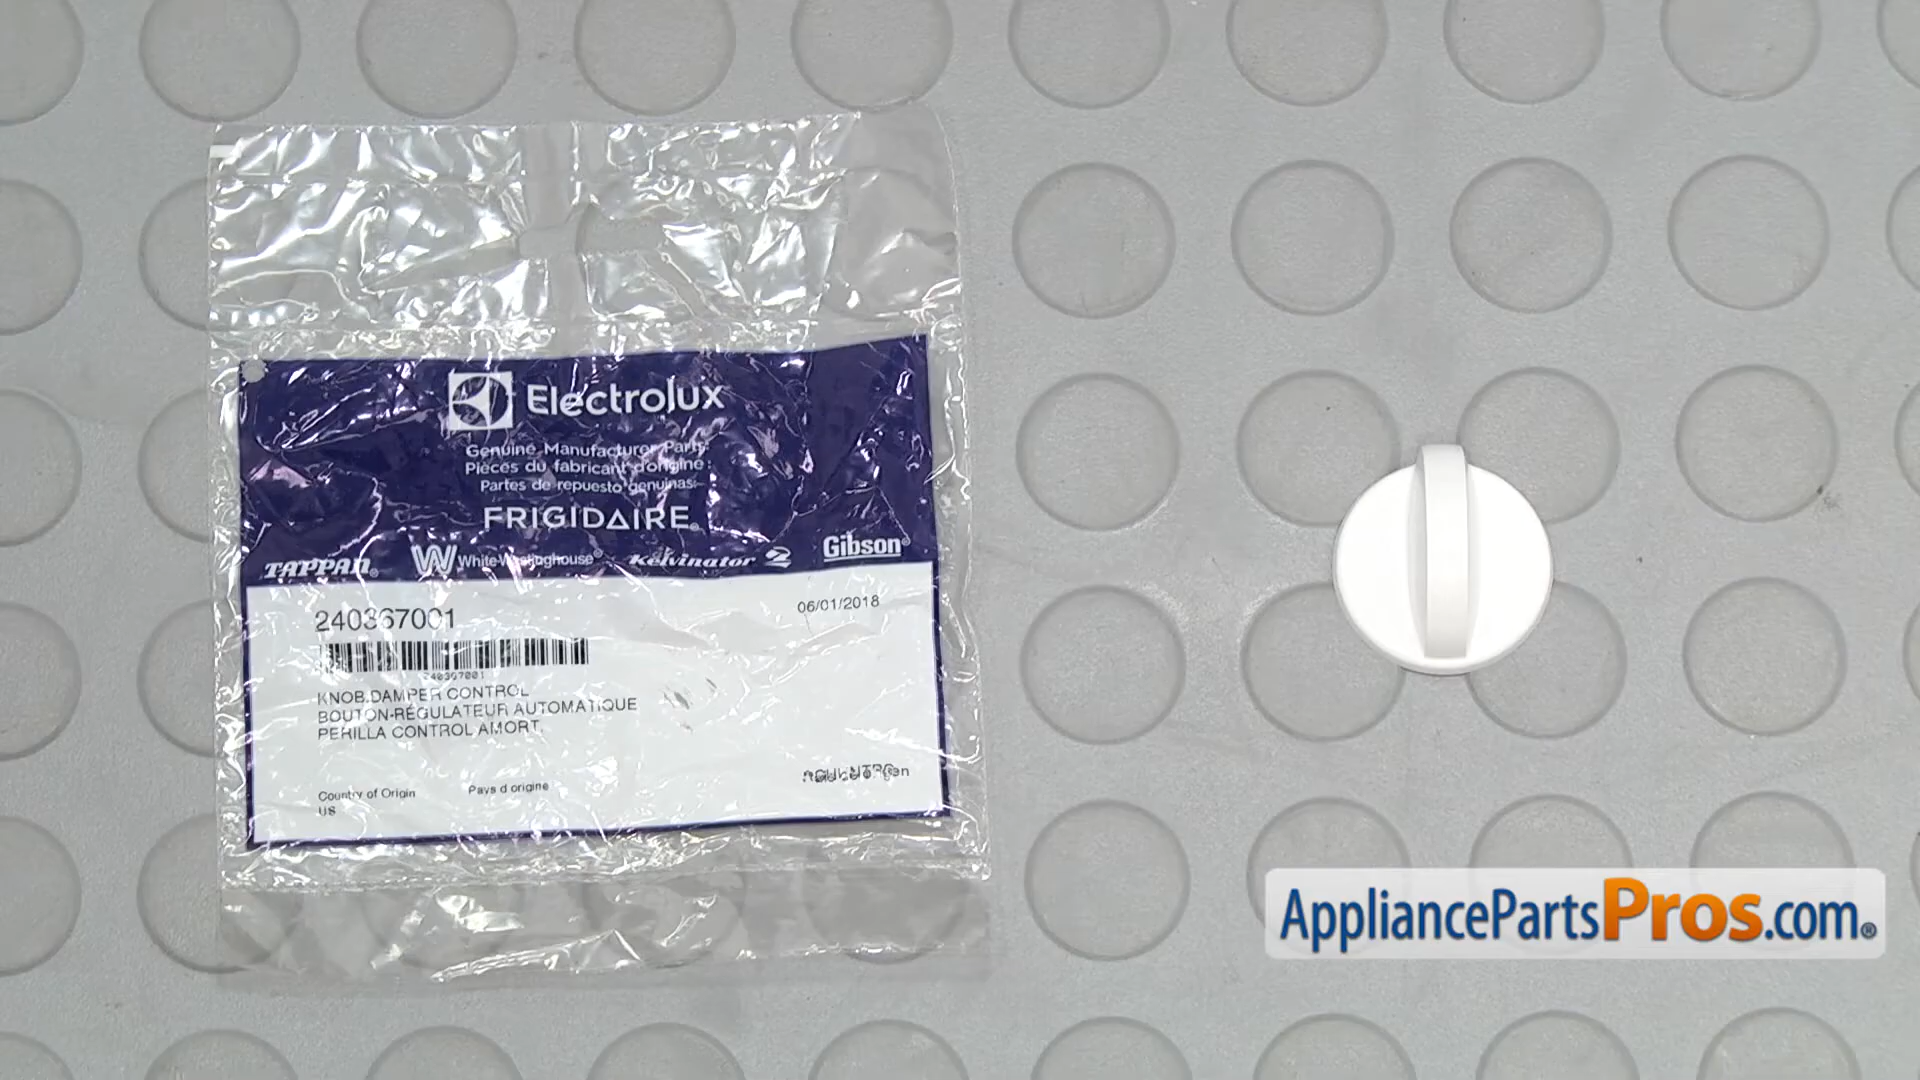 Electrolux
Genuine Manufacturer Parts
Pièces du fabricant d'origine
Partes de repuesto genuinas
FRIGIDAIRE®
TAPPAN® White-Westinghouse® Kelvinator Gibson®
240367001
06/01/2018
240367001
KNOB,DAMPER CONTROL
BOUTON-RÉGULATEUR AUTOMATIQUE
PERILLA CONTROL AMORT,
Country of Origin Pays d origine
US
AppliancePartsPros.com®